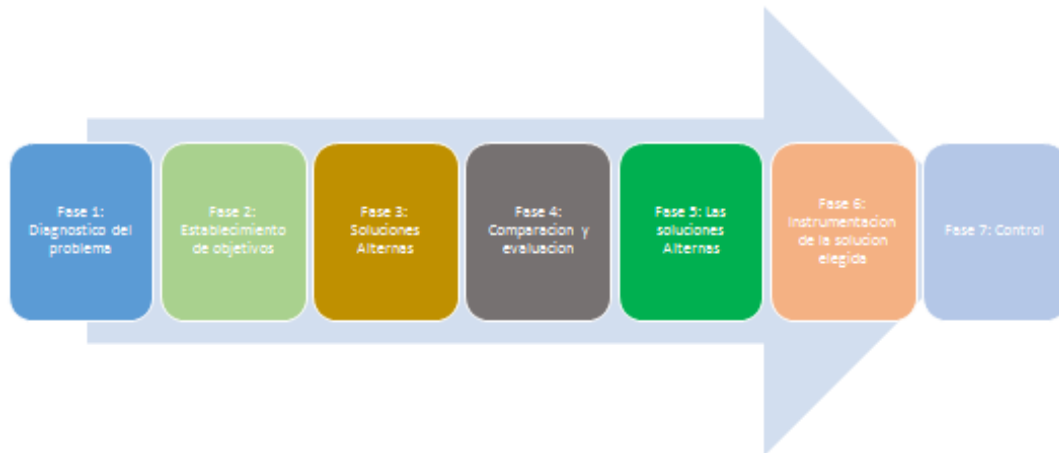 Fase 1:
Diagnostico del
problema
Fase 2:
Establecimiento
de objetivos
Fase 3:
Soluciones
Alternas
Fase 4:
Comparacion y
evaluacion
Fase 5: Las
soluciones
Alternas
Fase 6:
Instrumentacion
de la solucion
elegida
Fase 7: Control